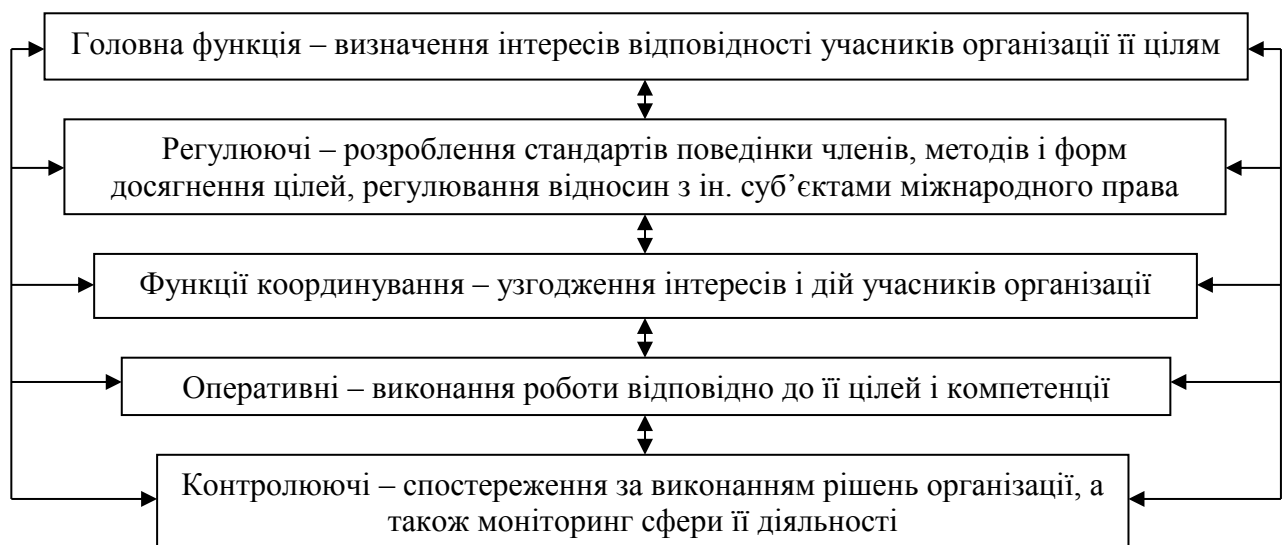 Головна функція – визначення інтересів відповідності учасників організації її цілям
Регулюючі – розроблення стандартів поведінки членів, методів і форм
досягнення цілей, регулювання відносин з ін. суб’єктами міжнародного права
Функції координування – узгодження інтересів і дій учасників організації
Оперативні – виконання роботи відповідно до її цілей і компетенції
Контролюючі – спостереження за виконанням рішень організації, а
також моніторинг сфери її діяльності